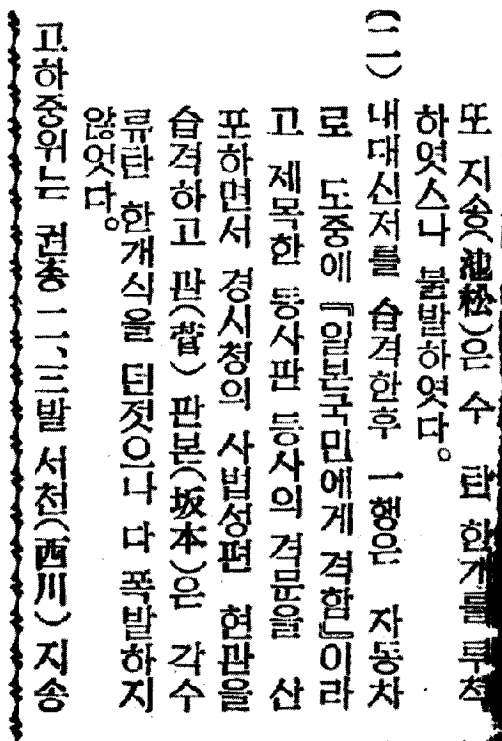 또 지송(池松)은 수 탄 한개를 투척
하엿스나 불발하엿다。
(二) 내대신저를 습격한후 一행은 자동차
로 도중에 『일본국민에게 격함』이라
고 제목한 등사판 등사의 격문을 산
포하면서 경시청의 사법성편 현관을
습격하고 판(菅) 판본(坂本)은 각수
류탄 한개식을 던젓으나 다 폭발하지
않엇다。
고하중위는 권총 二、三발 서천(西川) 지송